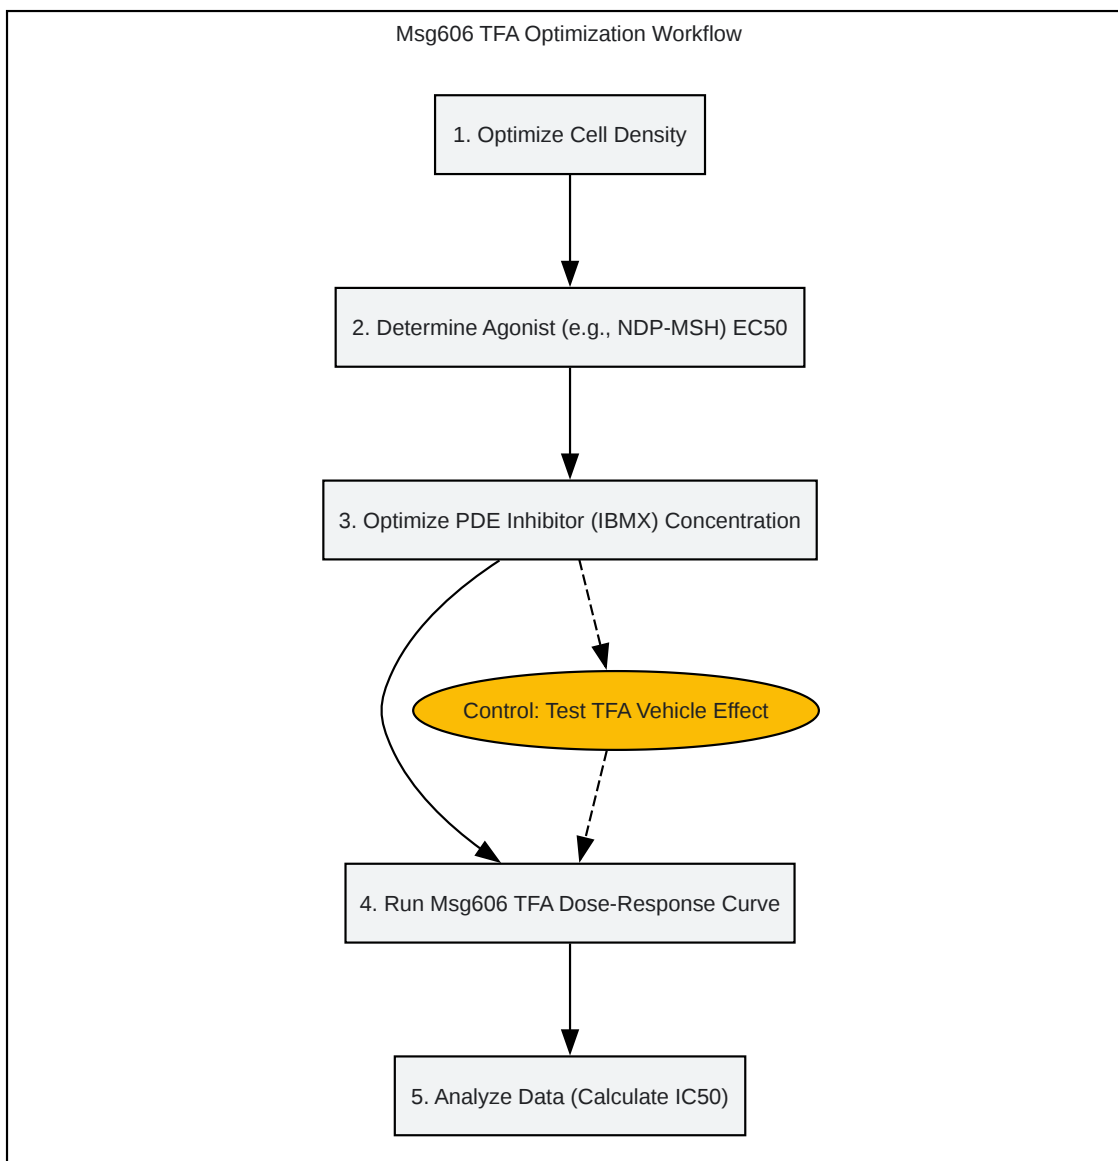 Msg606 TFA Optimization Workflow
1. Optimize Cell Density
2. Determine Agonist (e.g., NDP-MSH) EC50
3. Optimize PDE Inhibitor (IBMX) Concentration
Control: Test TFA Vehicle Effect
4. Run Msg606 TFA Dose-Response Curve
5. Analyze Data (Calculate IC50)